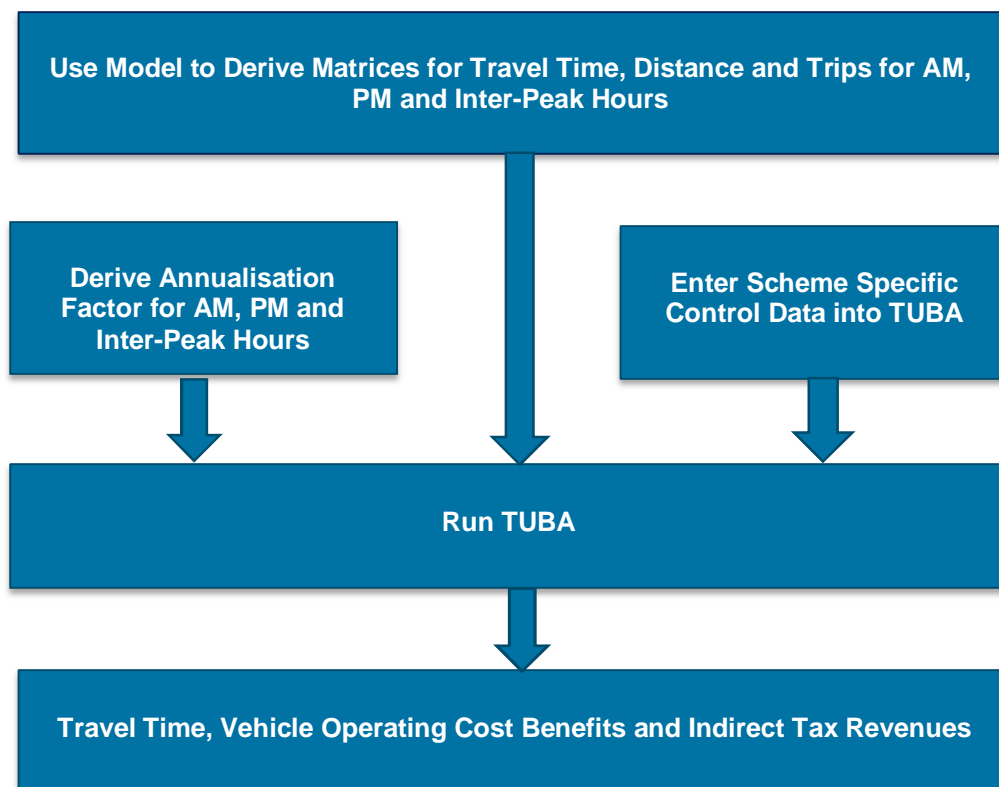 Use Model to Derive Matrices for Travel Time, Distance and Trips for AM,
PM and Inter-Peak Hours
Derive Annualisation
Factor for AM, PM and
Inter-Peak Hours
Enter Scheme Specific
Control Data into TUBA
Run TUBA
Travel Time, Vehicle Operating Cost Benefits and Indirect Tax Revenues